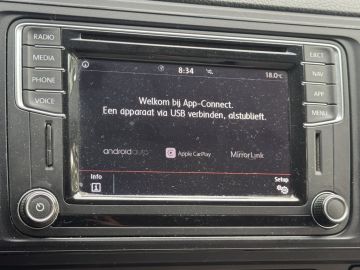 RADIO
MEDIA
PHONE
VOICE
EJECT
NAV
APP
MENU
8:34
18.0°C
Welkom bij App-Connect.
Een apparaat via USB verbinden, alstublieft.
androidauto
Apple CarPlay
MirrorLink
Info
Setup